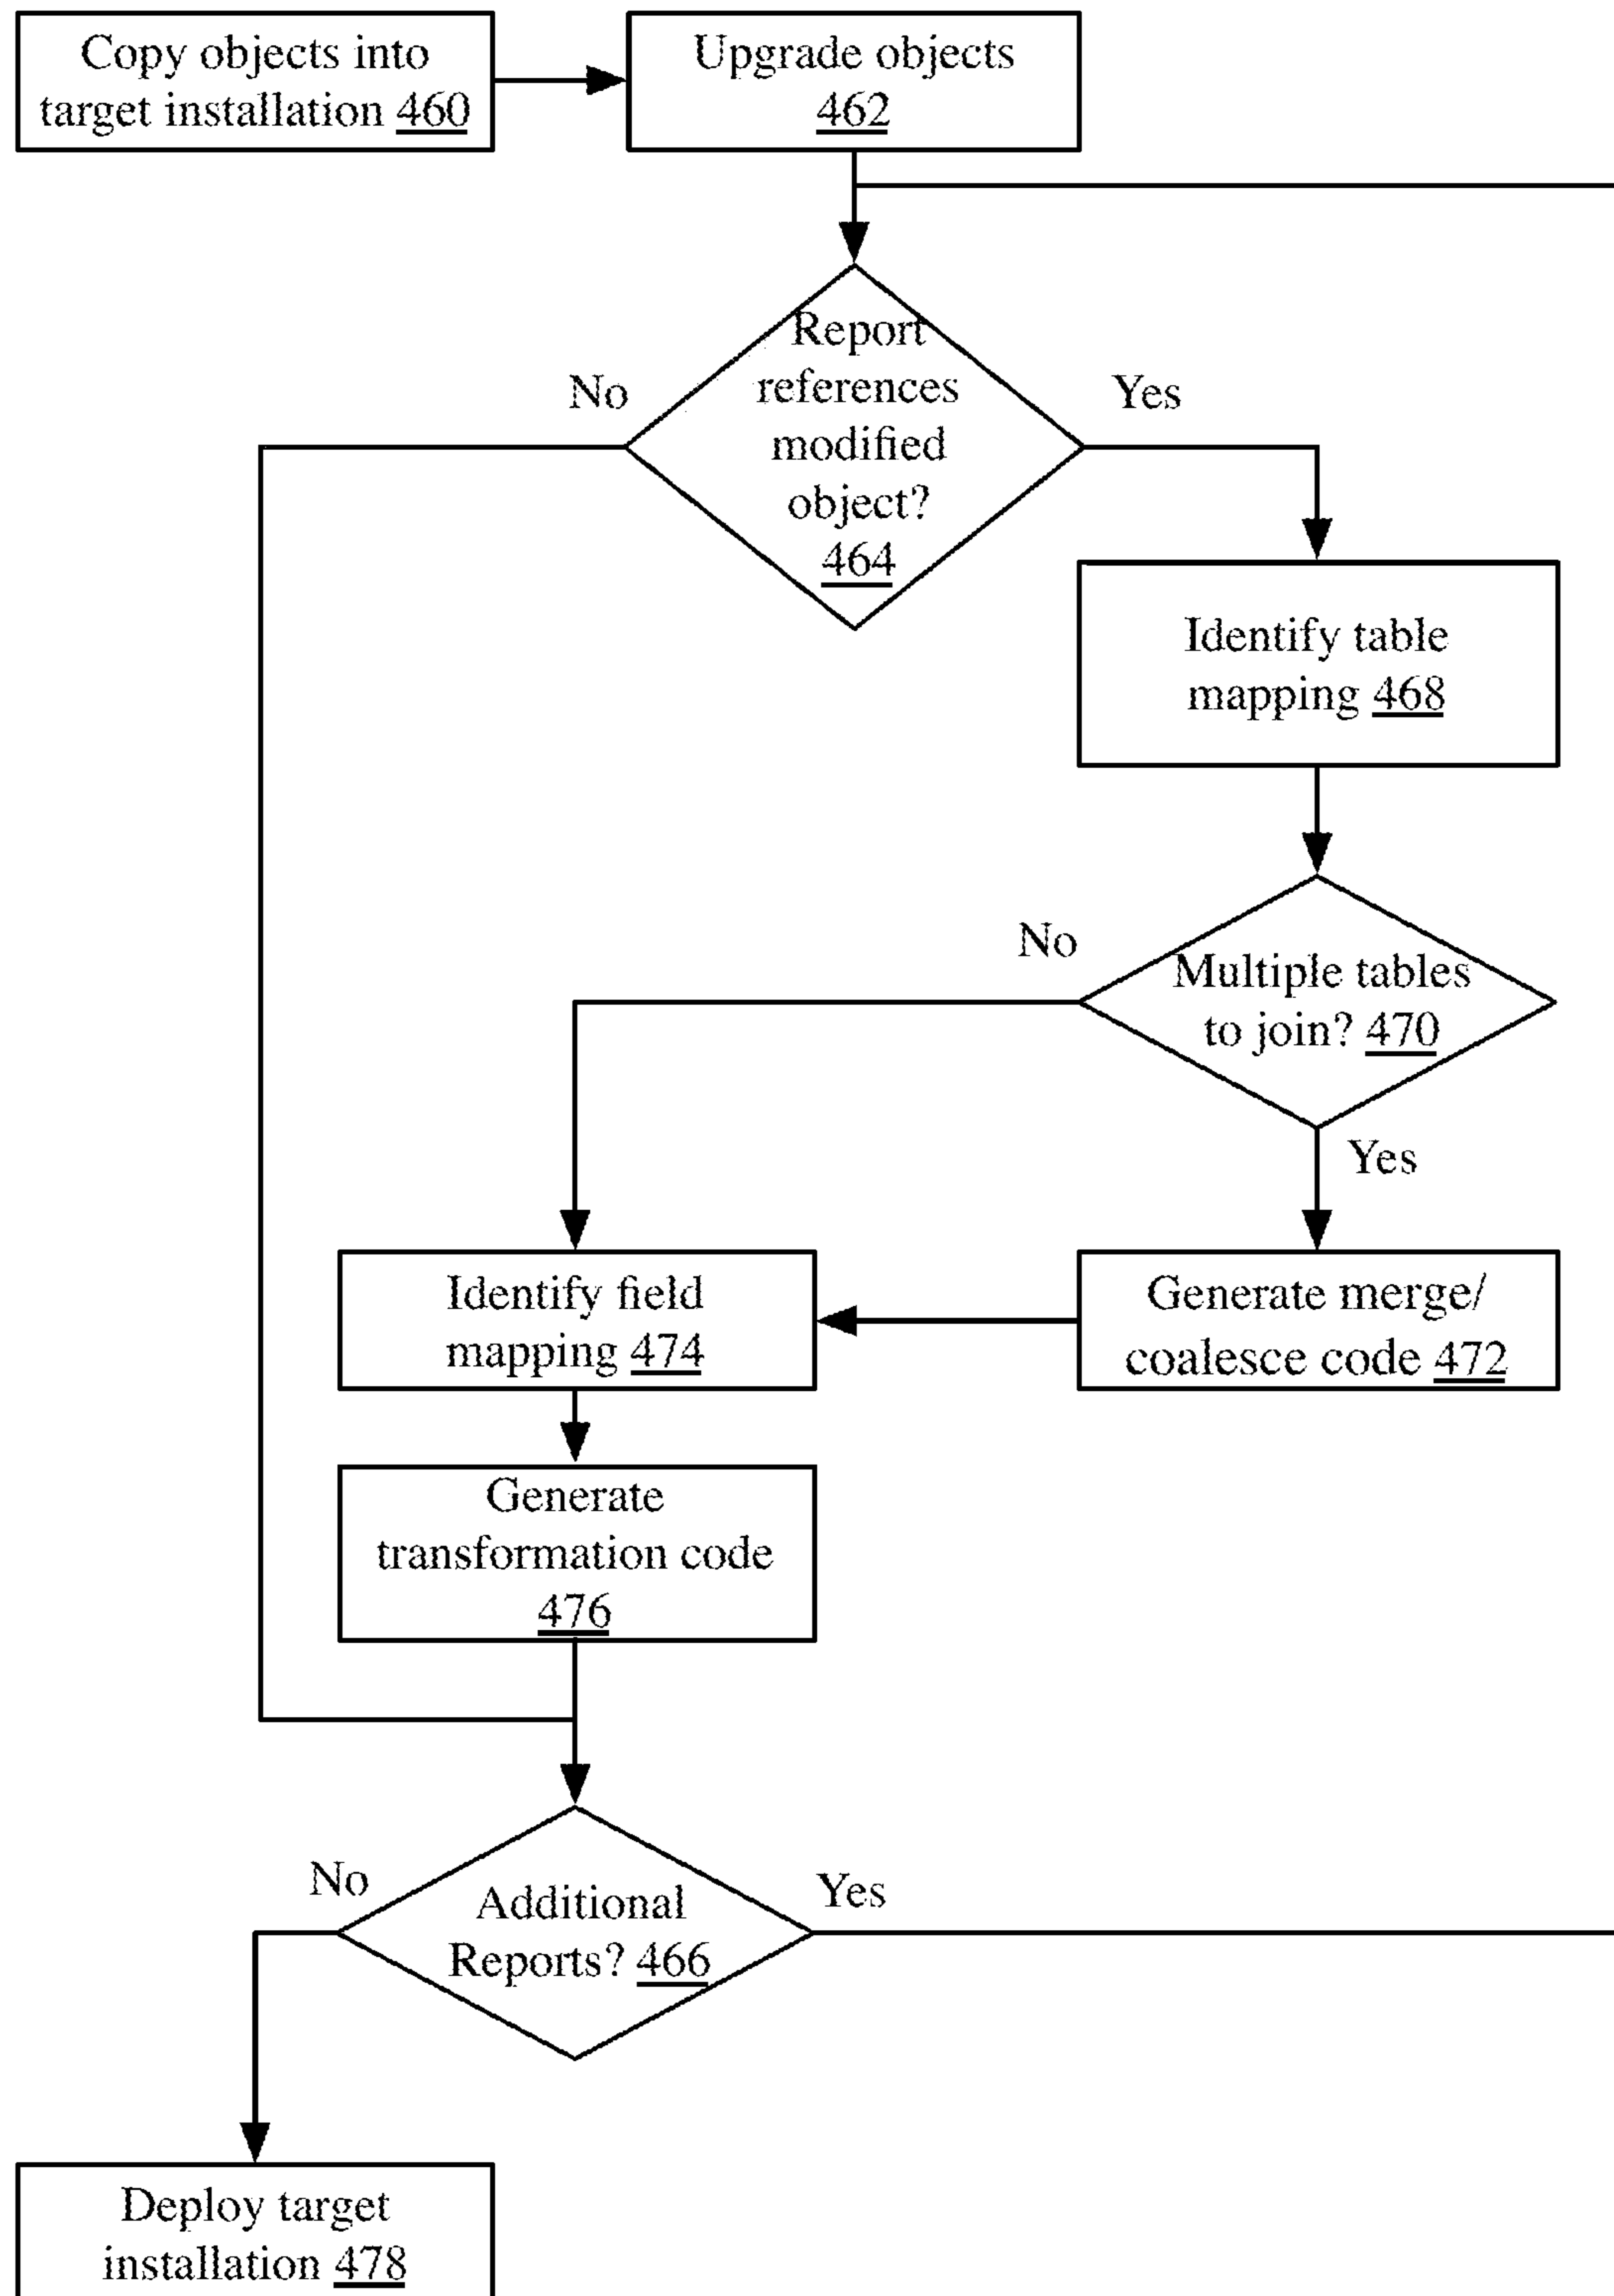 Copy objects into
target installation 460
Upgrade objects
462
Report
references
modified
object?
464
No
Yes
Identify table
mapping 468
No
Multiple tables
to join? 470
Yes
Identify field
mapping 474
Generate merge/
coalesce code 472
Generate
transformation code
476
No
Additional
Reports? 466
Yes
Deploy target
installation 478